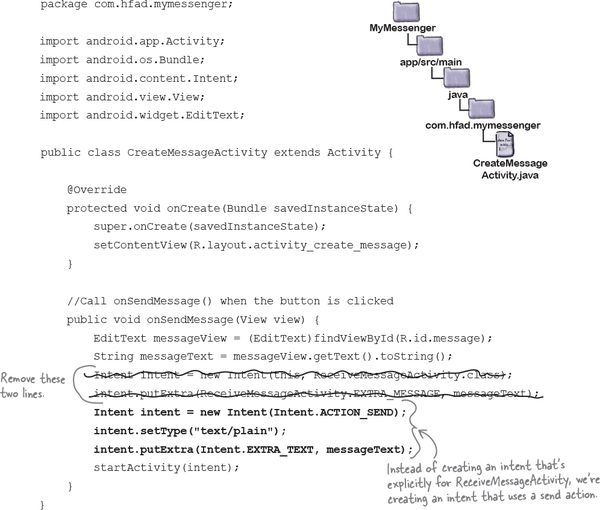 package com.hfad.mymessenger;
import android.app.Activity;
import android.os.Bundle;
import android.content.Intent;
import android.view.View;
import android.widget.EditText;
MyMessenger
app/src/main
java
com.hfad.mymessenger
CreateMessage
Activity.java
public class CreateMessageActivity extends Activity {
@Override
protected void onCreate(Bundle savedInstanceState) {
super.onCreate(savedInstanceState);
setContentView(R.layout.activity_create_message);
}
//Call onSendMessage() when the button is clicked
public void onSendMessage(View view) {
EditText messageView = (EditText)findViewById(R.id.message);
String messageText = messageView.getText().toString();
Remove these
two lines.
Intent intent = new Intent(this, ReceiveMessageActivity.class);
intent.putExtra(ReceiveMessageActivity.EXTRA_MESSAGE, messageText);
Intent intent = new Intent(Intent.ACTION_SEND);
intent.setType("text/plain");
intent.putExtra(Intent.EXTRA_TEXT, messageText);
startActivity(intent);
}
}
Instead of creating an intent that's
explicitly for ReceiveMessageActivity, we're
creating an intent that uses a send action.